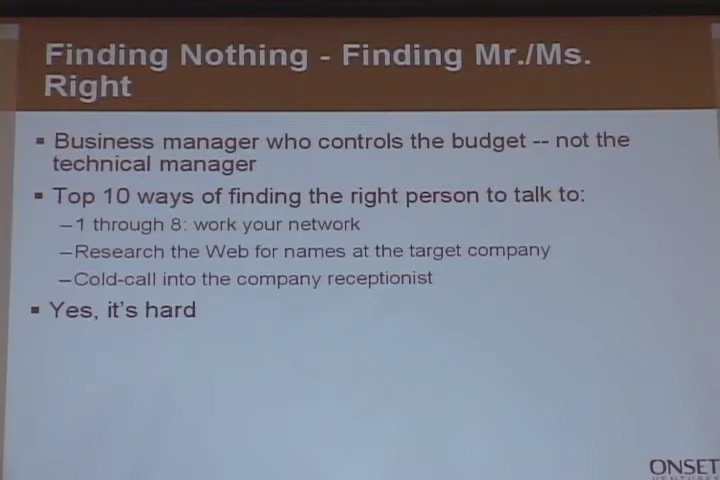 Finding Nothing - Finding Mr./Ms.
Right
▪ Business manager who controls the budget -- not the
technical manager
▪ Top 10 ways of finding the right person to talk to:
–1 through 8: work your network
–Research the Web for names at the target company
–Cold-call into the company receptionist
▪ Yes, it's hard
ONSET
VENTURES